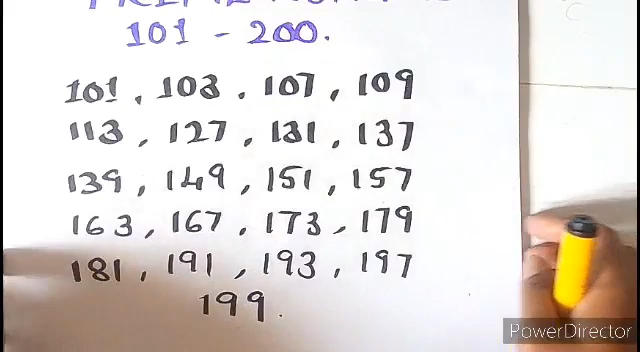 101 - 200.
101, 103, 107, 109
113, 127, 131, 137
139, 149, 151, 157
163, 167, 173, 179
181, 191, 193, 197
199.
PowerDirector